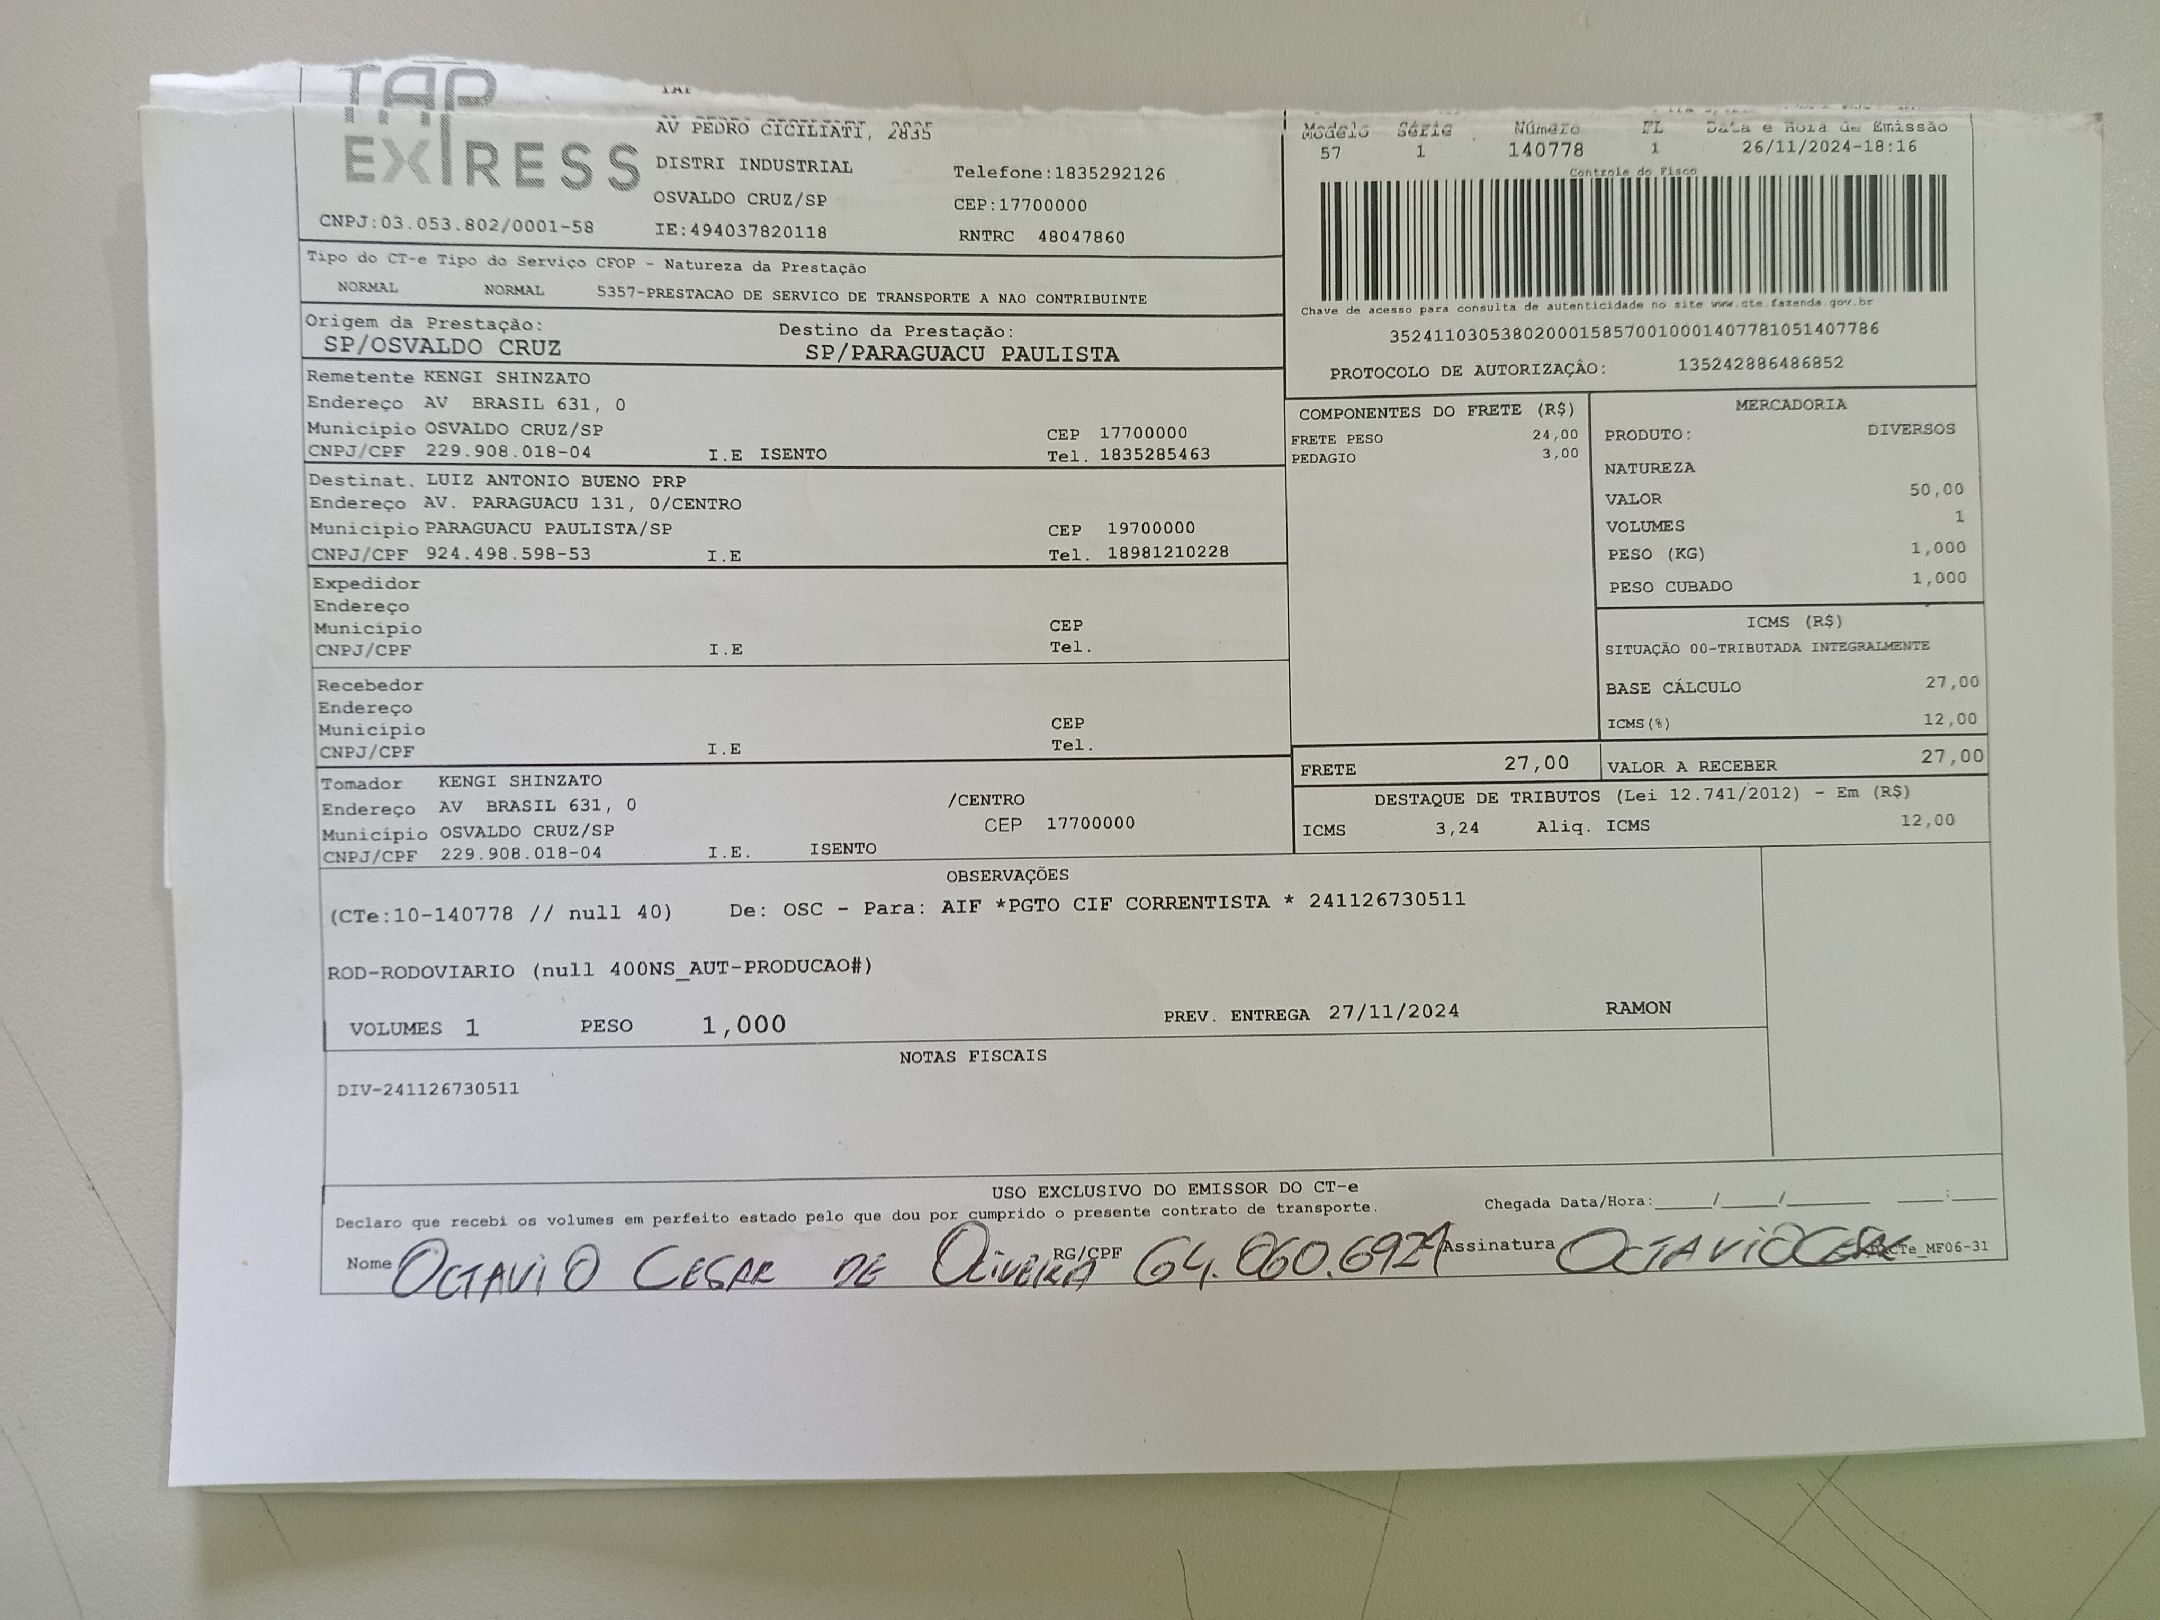 TAP
EXPRESS
AV PEDRO CICILIATI, 2835
DISTRI INDUSTRIAL
Telefone:1835292126
OSVALDO CRUZ/SP
CEP:17700000
CNPJ:03.053.802/0001-58
IE:494037820118
RNTRC 48047860
Modelo Série Número FL Data e Hora de Emissão
57 1 140778 1 26/11/2024-18:16
Controle do Fisco
Chave de acesso para consulta de autenticidade no site www.cte.fazenda.gov.br
35241103053802000158570010001407781051407786
PROTOCOLO DE AUTORIZAÇÂO: 135242886486852
Tipo do CT-e Tipo do Serviço CFOP - Natureza da Prestação
NORMAL NORMAL 5357-PRESTACAO DE SERVICO DE TRANSPORTE A NAO CONTRIBUINTE
Origem da Prestação: Destino da Prestação:
SP/OSVALDO CRUZ SP/PARAGUACU PAULISTA
Remetente KENGI SHINZATO
Endereço AV BRASIL 631, 0
Municipio OSVALDO CRUZ/SP CEP 17700000
CNPJ/CPF 229.908.018-04 I.E ISENTO Tel. 1835285463
Destinat. LUIZ ANTONIO BUENO PRP
Endereço AV. PARAGUACU 131, 0/CENTRO
Município PARAGUACU PAULISTA/SP CEP 19700000
CNPJ/CPF 924.498.598-53 I.E Tel. 18981210228
Expedidor
Endereço
Município CEP
CNPJ/CPF I.E Tel.
Recebedor
Endereço
Município CEP
CNPJ/CPF I.E Tel.
Tomador KENGI SHINZATO
Endereço AV BRASIL 631, 0 /CENTRO
Município OSVALDO CRUZ/SP CEP 17700000
CNPJ/CPF 229.908.018-04 I.E. ISENTO
COMPONENTES DO FRETE (R$)
FRETE PESO 24,00
PEDAGIO 3,00
MERCADORIA
PRODUTO: DIVERSOS
NATUREZA
VALOR 50,00
VOLUMES 1
PESO (KG) 1,000
PESO CUBADO 1,000
ICMS (R$)
SITUAÇÃO 00-TRIBUTADA INTEGRALMENTE
BASE CÁLCULO 27,00
ICMS(%) 12,00
FRETE 27,00 VALOR A RECEBER 27,00
DESTAQUE DE TRIBUTOS (Lei 12.741/2012) - Em (R$)
ICMS 3,24 Aliq. ICMS 12,00
OBSERVAÇÕES
(CTe:10-140778 // null 40) De: OSC - Para: AIF *PGTO CIF CORRENTISTA * 241126730511
ROD-RODOVIARIO (null 400NS_AUT-PRODUCAO#)
VOLUMES 1 PESO 1,000 PREV. ENTREGA 27/11/2024 RAMON
NOTAS FISCAIS
DIV-241126730511
USO EXCLUSIVO DO EMISSOR DO CT-e
Declaro que recebi os volumes em perfeito estado pelo que dou por cumprido o presente contrato de transporte.
Chegada Data/Hora:_____/_____/_______ ____:____
Nome OCTAVIO CESAR DE OLIVEIRA RG/CPF 64.060.6921 Assinatura OCTAVIO CESAR CTe_MF06-31